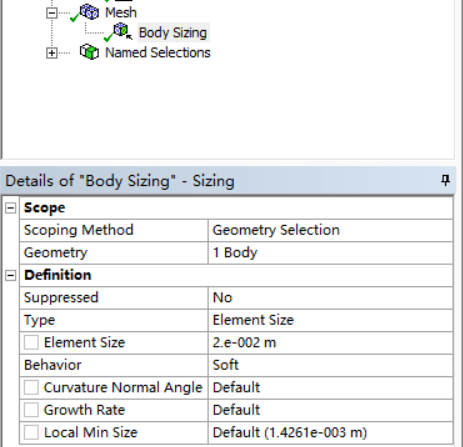 Mesh
Body Sizing
Named Selections
Details of "Body Sizing" - Sizing
Scope
Scoping Method Geometry Selection
Geometry 1 Body
Definition
Suppressed No
Type Element Size
Element Size 2.e-002 m
Behavior Soft
Curvature Normal Angle Default
Growth Rate Default
Local Min Size Default (1.4261e-003 m)